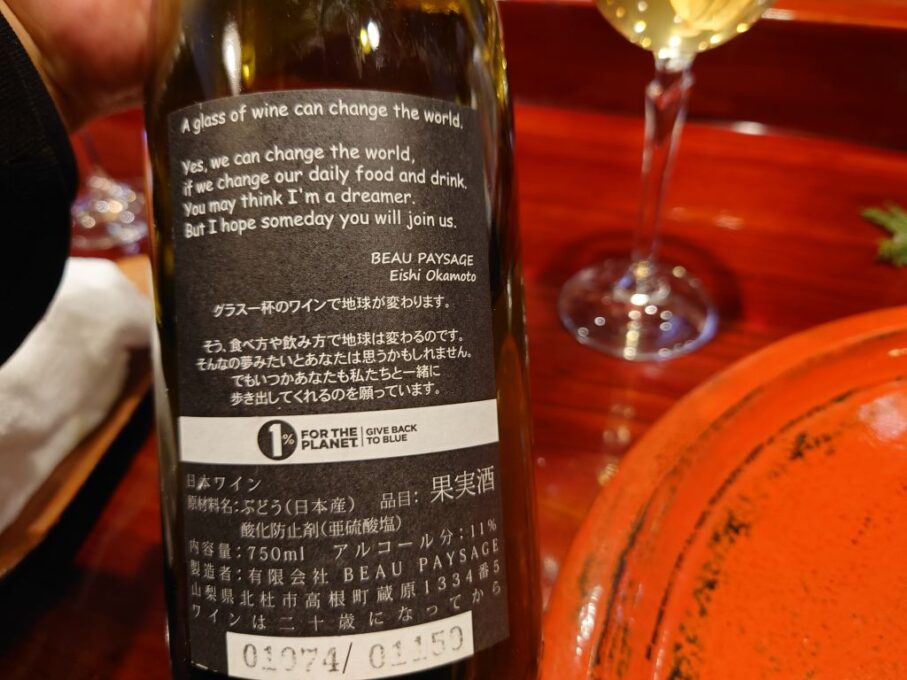 A glass of wine can change the world.
Yes, we can change the world,
if we change our daily food and drink.
You may think I'm a dreamer.
But I hope someday you will join us.
BEAU PAYSAGE
Eishi Okamoto
グラス一杯のワインで地球が変わります。
そう、食べ方や飲み方で地球は変わるのです。
そんなの夢みたいとあなたは思うかもしれません。
でもいつかあなたも私たちと一緒に
歩き出してくれるのを願っています。
1% FOR THE PLANET. GIVE BACK TO BLUE
日本ワイン
原材料名:ぶどう(日本産) 品目: 果実酒
酸化防止剤(亜硫酸塩)
内容量:750ml アルコール分:11%
製造者:有限会社 BEAU PAYSAGE
山梨県北杜市高根町蔵原1334番5
ワインは二十歳になってから
01074/ 01150